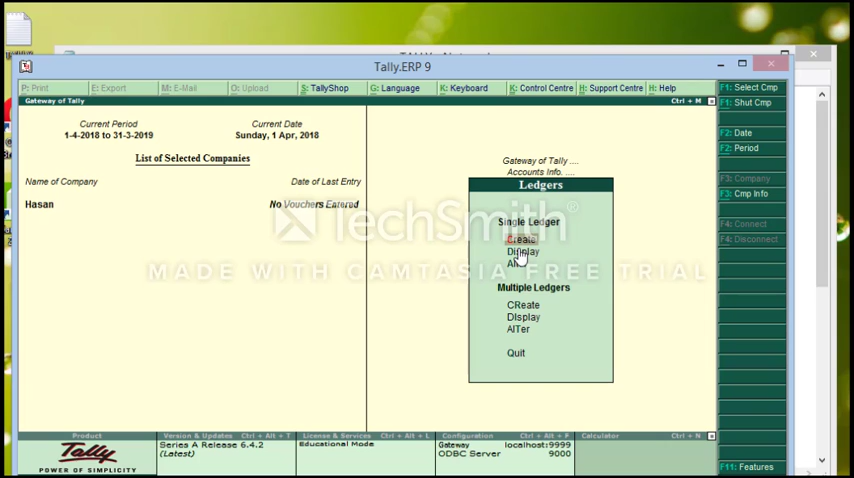 Tally.ERP 9
P: Print
E: Export
M: E-Mail
O: Upload
S: TallyShop
G: Language
K: Keyboard
K: Control Centre
H: Support Centre
H: Help
F1: Select Cmp
F1: Shut Cmp
F2: Date
F2: Period
F3: Company
F3: Cmp Info
F4: Connect
F4: Disconnect
F11: Features
Gateway of Tally
Ctrl + M
Current Period
1-4-2018 to 31-3-2019
Current Date
Sunday, 1 Apr, 2018
List of Selected Companies
Name of Company
Date of Last Entry
Hasan
No Vouchers Entered
Gateway of Tally ....
Accounts Info. ....
Ledgers
Single Ledger
Create
Display
Multiple Ledgers
CReate
DIsplay
AlTer
Quit
TechSmith
MADE WITH CAMTASIA FREE TRIAL
Product
Tally
POWER OF SIMPLICITY
Version & Updates Ctrl + Alt + T
Series A Release 6.4.2
(Latest)
License & Services Ctrl + Alt + L
Educational Mode
Configuration Ctrl + Alt + F
Gateway localhost:9999
ODBC Server 9000
Calculator Ctrl + N